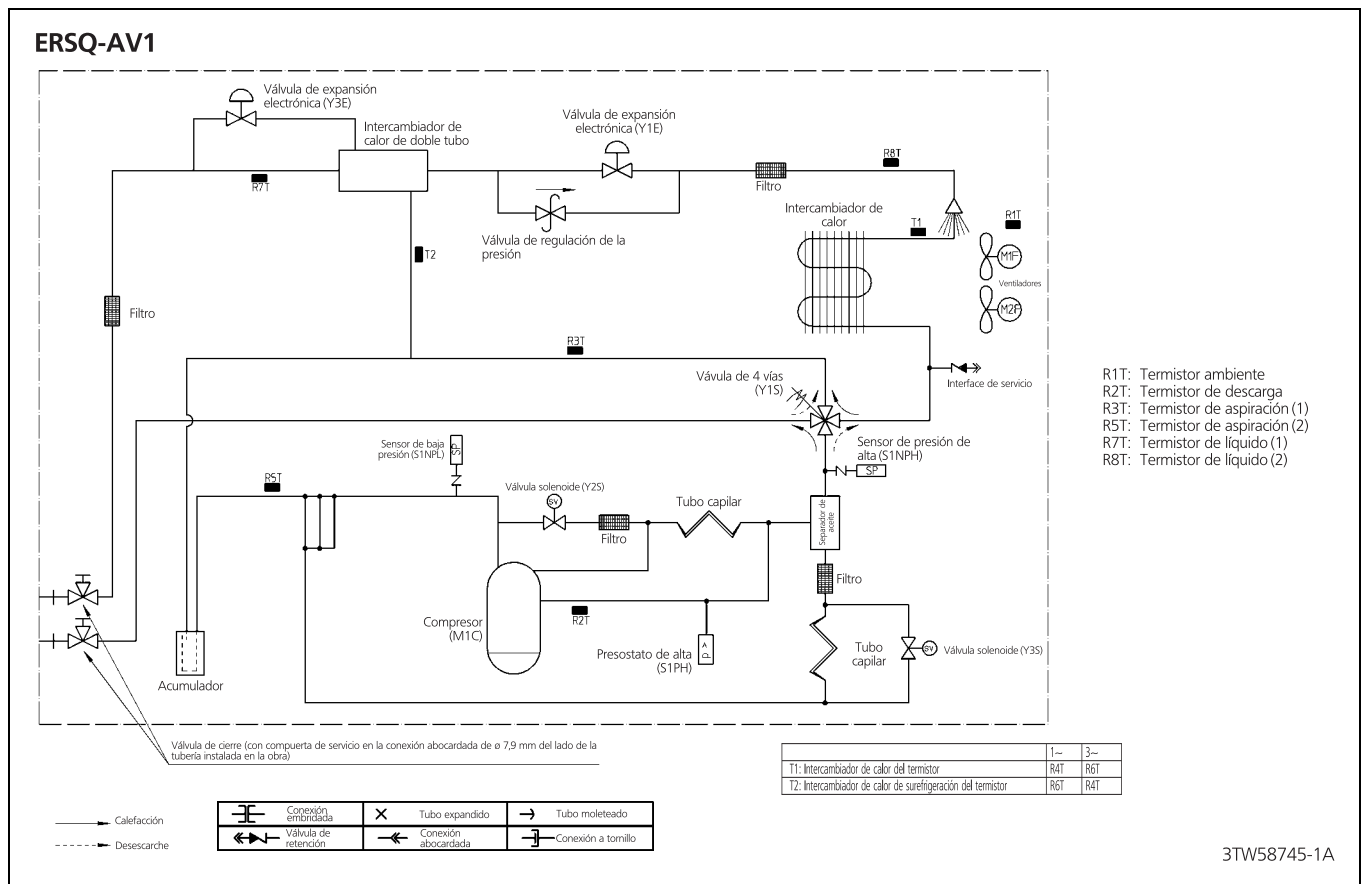 ERSQ-AV1
Válvula de expansión
electrónica (Y3E)
Intercambiador de
calor de doble tubo
Válvula de expansión
electrónica (Y1E)
R7T
R8T
Filtro
Válvula de regulación de la
presión
Intercambiador de
calor
T1
R1T
M1F
Ventiladores
M2F
T2
Filtro
R3T
Vávula de 4 vías
(Y1S)
Interface de servicio
R1T: Termistor ambiente
R2T: Termistor de descarga
R3T: Termistor de aspiración (1)
R5T: Termistor de aspiración (2)
R7T: Termistor de líquido (1)
R8T: Termistor de líquido (2)
Sensor de baja
presión (S1NPL)
SP
Sensor de presión de
alta (S1NPH)
SP
R5T
Válvula solenoide (Y2S)
SV
Filtro
Tubo capilar
Separador de
aceite
Filtro
Compresor
(M1C)
R2T
Presostato de alta
(S1PH)
P >
Tubo
capilar
SV
Válvula solenoide (Y3S)
Acumulador
Válvula de cierre (con compuerta de servicio en la conexión abocardada de ø 7,9 mm del lado de la
tubería instalada en la obra)
1~ 3~
T1: Intercambiador de calor del termistor R4T R6T
T2: Intercambiador de calor de surefrigeración del termistor R6T R4T
Calefacción
Desescarche
Conexión
embridada
Tubo expandido
Tubo moleteado
Válvula de
retención
Conexión
abocardada
Conexión a tornillo
3TW58745-1A